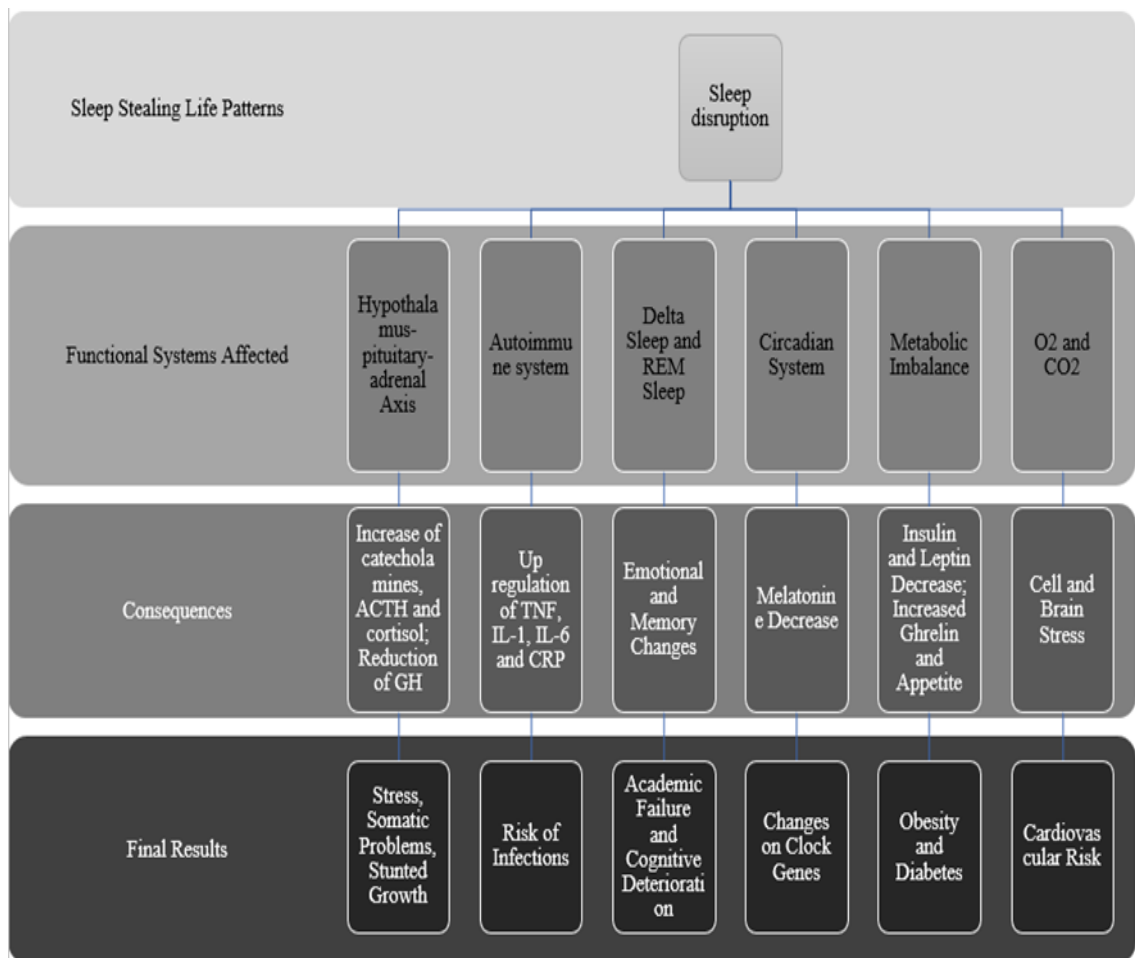 Sleep Stealing Life Patterns
Sleep
disruption
Functional Systems Affected
Hypothala
mus-
pituitary-
adrenal
Axis
Autoimmu
ne system
Delta
Sleep and
REM
Sleep
Circadian
System
Metabolic
Imbalance
O2 and
CO2
Consequences
Increase of
catechola
mines,
ACTH and
cortisol;
Reduction
of GH
Up
regulation
of TNF,
IL-1, IL-6
and CRP
Emotional
and
Memory
Changes
Melatonin
e Decrease
Insulin
and Leptin
Decrease;
Increased
Ghrelin
and
Appetite
Cell and
Brain
Stress
Final Results
Stress,
Somatic
Problems,
Stunted
Growth
Risk of
Infections
Academic
Failure
and
Cognitive
Deteriorati
on
Changes
on Clock
Genes
Obesity
and
Diabetes
Cardiovas
cular Risk